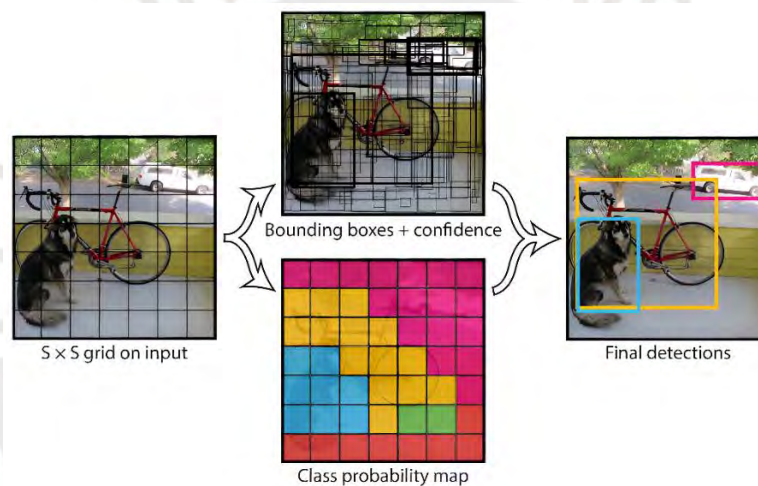 Bounding boxes + confidence
S × S grid on input
Final detections
Class probability map